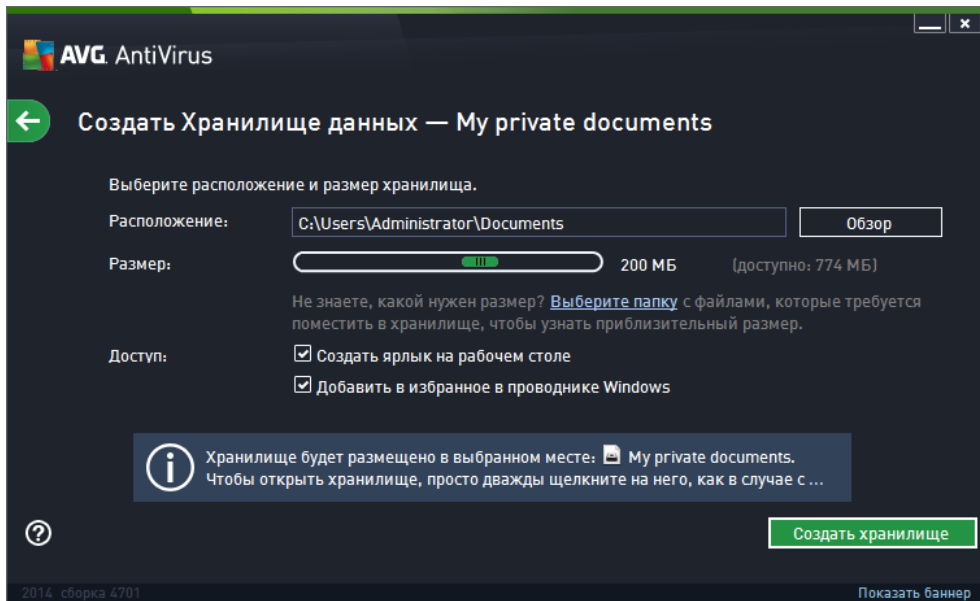 AVG. AntiVirus
Создать Хранилище данных — My private documents
Выберите расположение и размер хранилища.
Расположение: C:\Users\Administrator\Documents Обзор
Размер: 200 МБ (доступно: 774 МБ)
Не знаете, какой нужен размер? Выберите папку с файлами, которые требуется
поместить в хранилище, чтобы узнать приблизительный размер.
Доступ: Создать ярлык на рабочем столе
Добавить в избранное в проводнике Windows
Хранилище будет размещено в выбранном месте: My private documents.
Чтобы открыть хранилище, просто дважды щелкните на него, как в случае с ...
Создать хранилище
2014 сборка 4701 Показать баннер